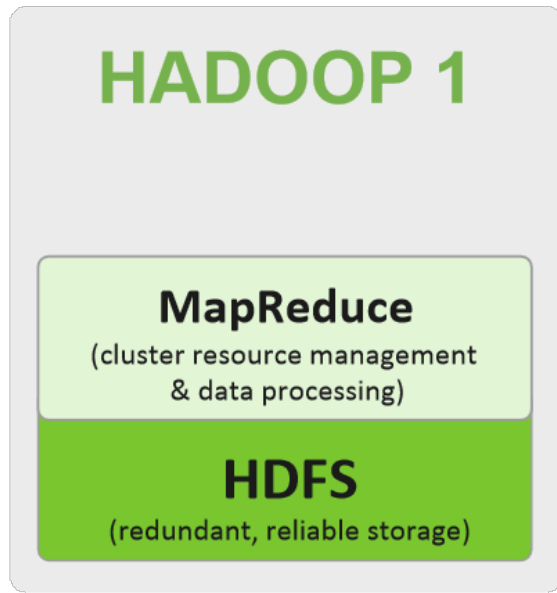 HADOOP 1
MapReduce
(cluster resource management
& data processing)
HDFS
(redundant, reliable storage)